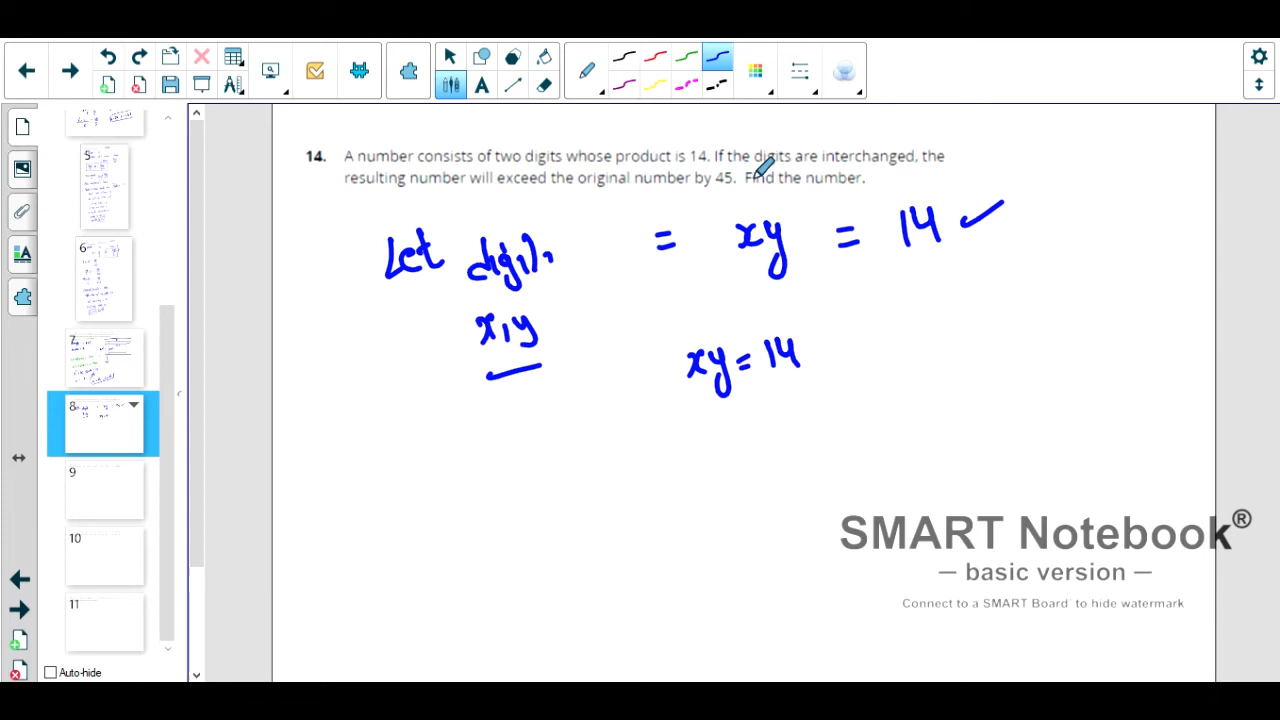 14. A number consists of two digits whose product is 14. If the digits are interchanged, the
resulting number will exceed the original number by 45. Find the number.
Let digits = xy = 14 ✓
x, y
xy = 14
5
6
7
8
9
10
11
Auto-hide
SMART Notebook®
— basic version —
Connect to a SMART Board™ to hide watermark